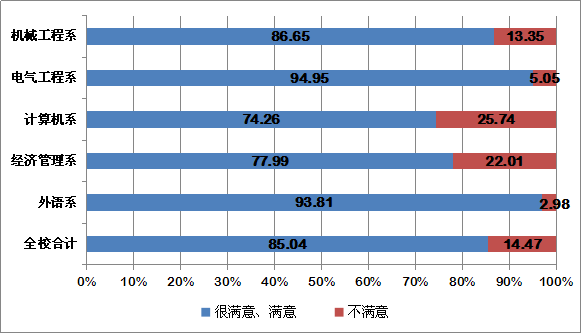 机械工程系 86.65 13.35
电气工程系 94.95 5.05
计算机系 74.26 25.74
经济管理系 77.99 22.01
外语系 93.81 2.98
全校合计 85.04 14.47
0% 10% 20% 30% 40% 50% 60% 70% 80% 90% 100%
很满意、满意 不满意